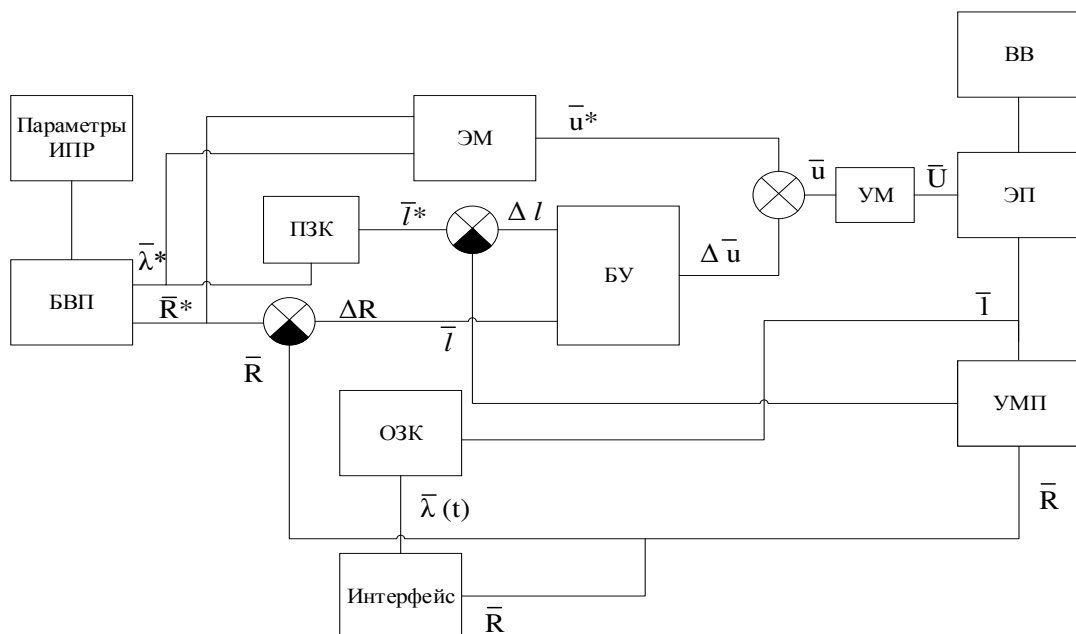 ВВ
Параметры
ИПР
ЭМ
u̅*
u̅
УМ
U̅
ЭП
ПЗК
l̅*
Δ l
БУ
Δ u̅
БВП
λ̅*
R̅*
ΔR
R̅
l̅
l̅
УМП
ОЗК
λ̅ (t)
R̅
Интерфейс
R̅